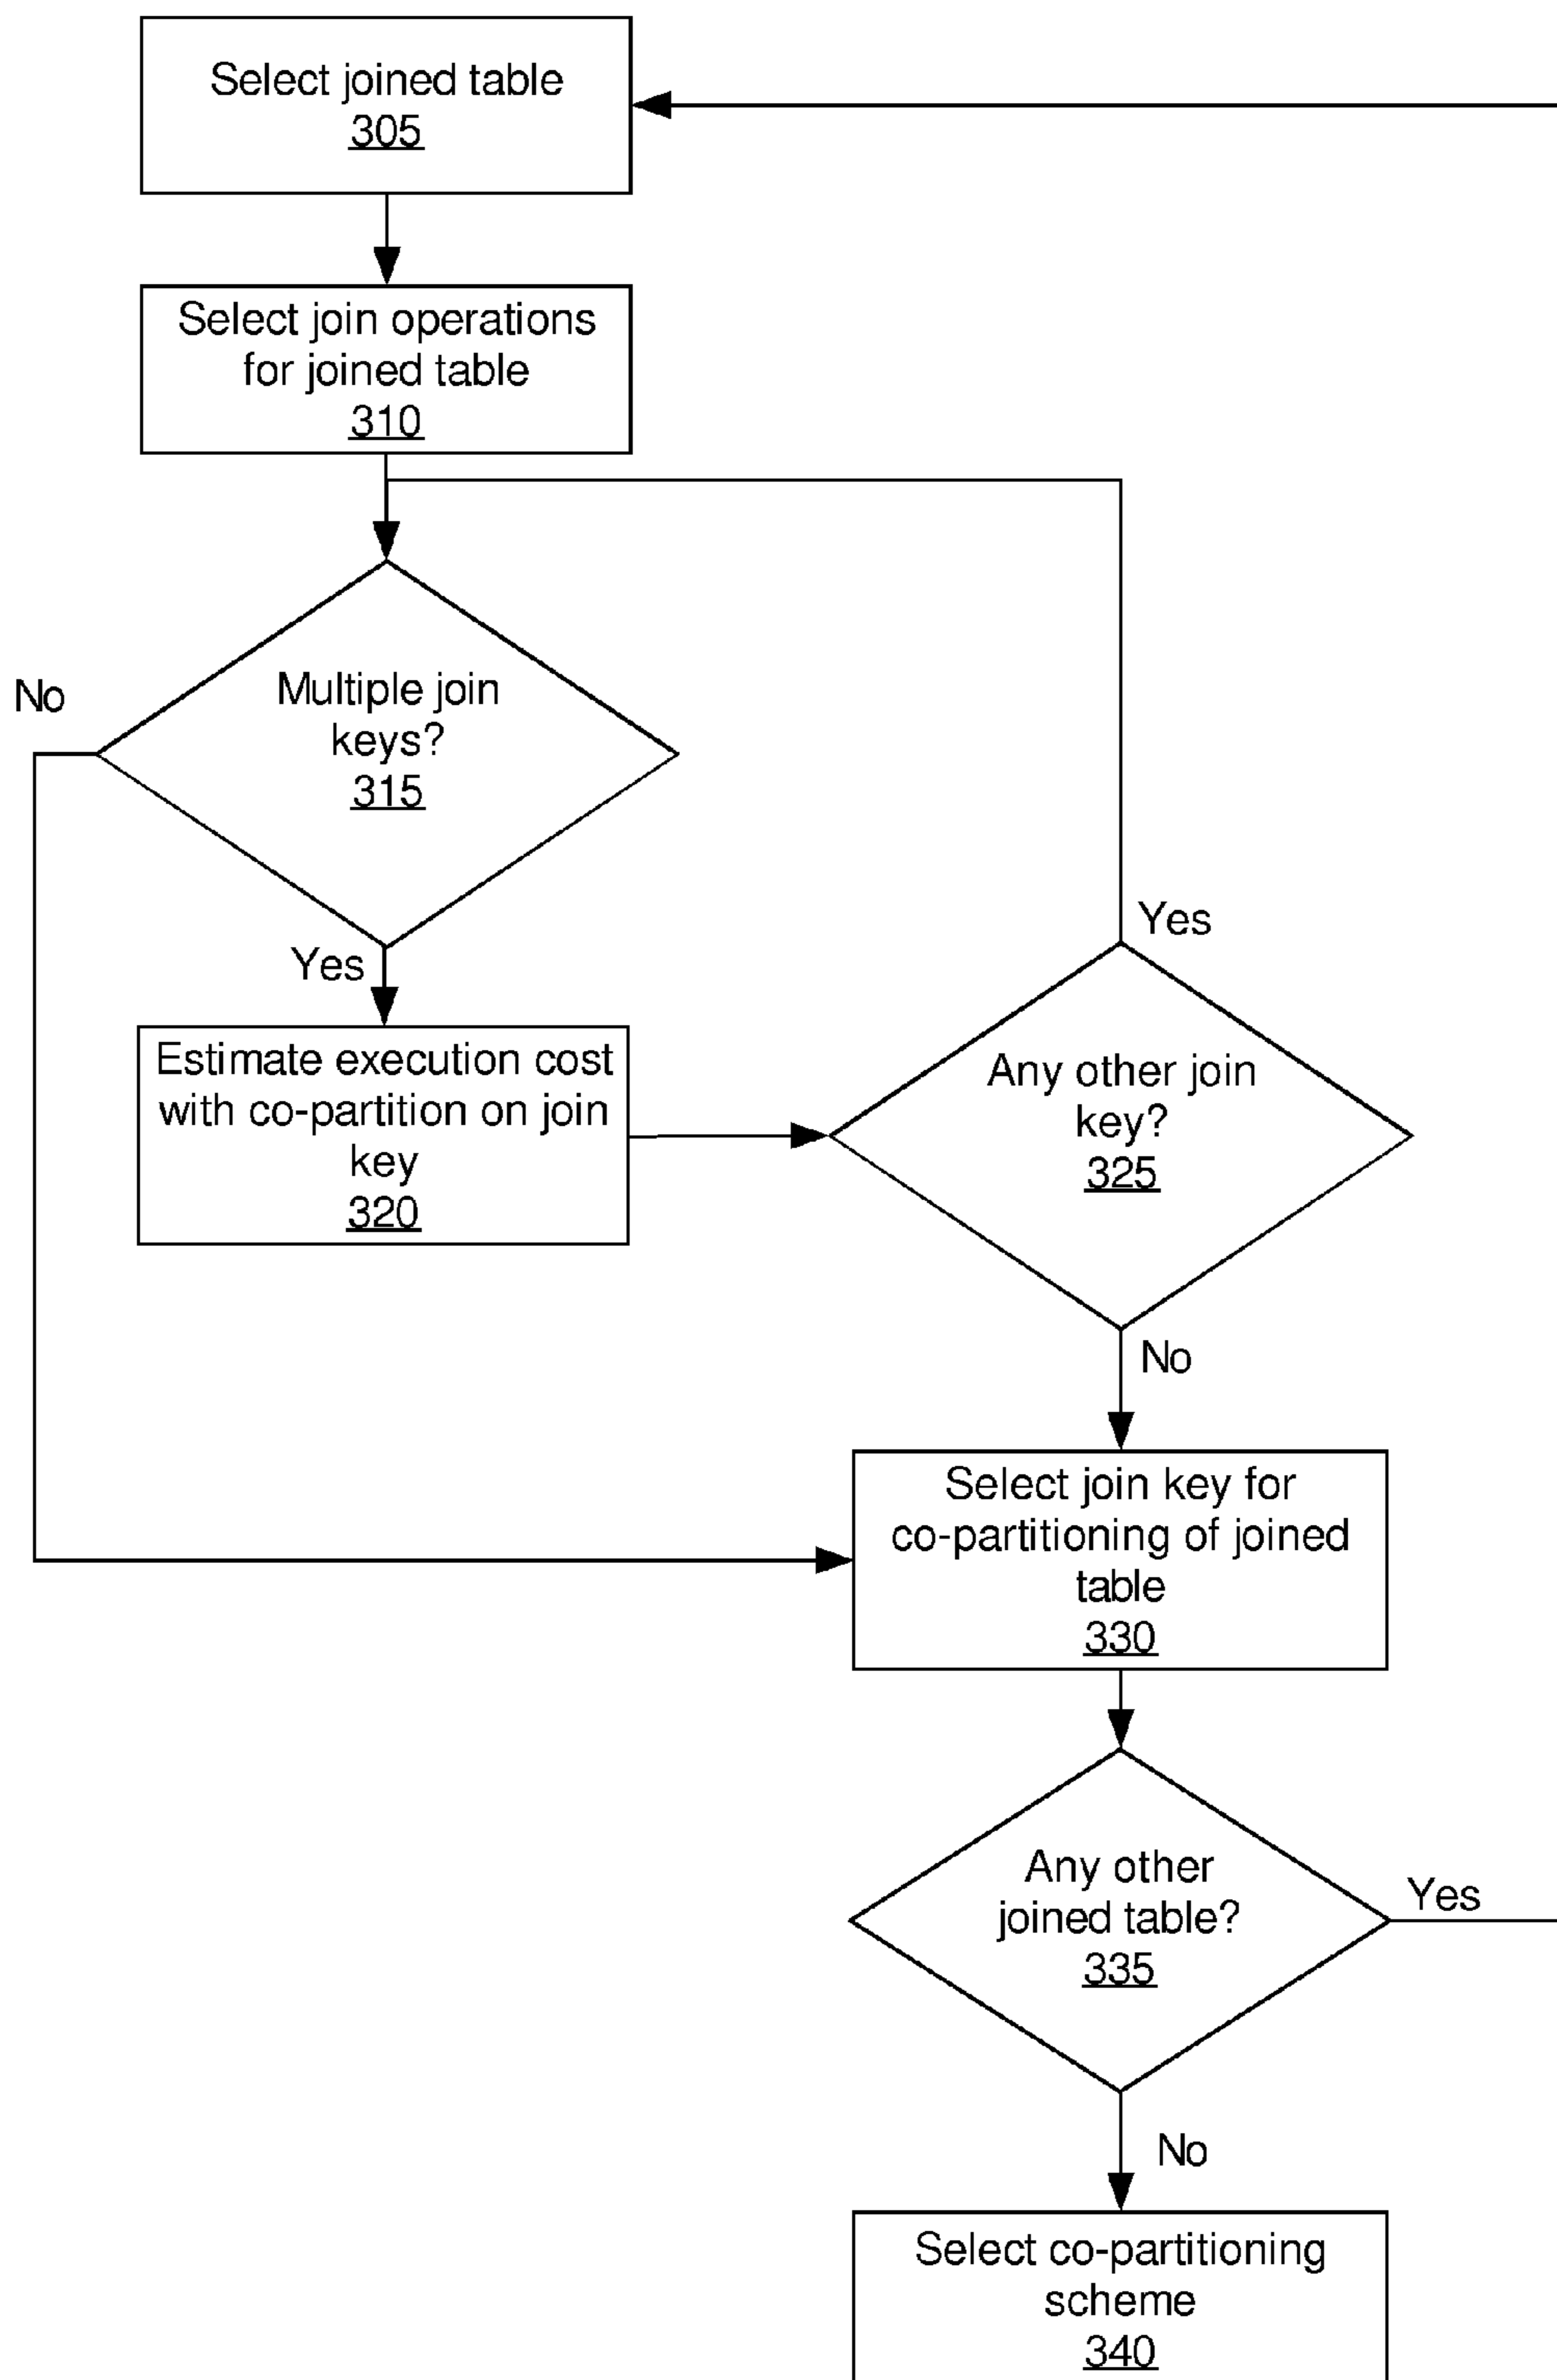 Select joined table
305
Select join operations
for joined table
310
No
Multiple join
keys?
315
Yes
Estimate execution cost
with co-partition on join
key
320
Yes
Any other join
key?
325
No
Select join key for
co-partitioning of joined
table
330
Any other
joined table?
335
Yes
No
Select co-partitioning
scheme
340